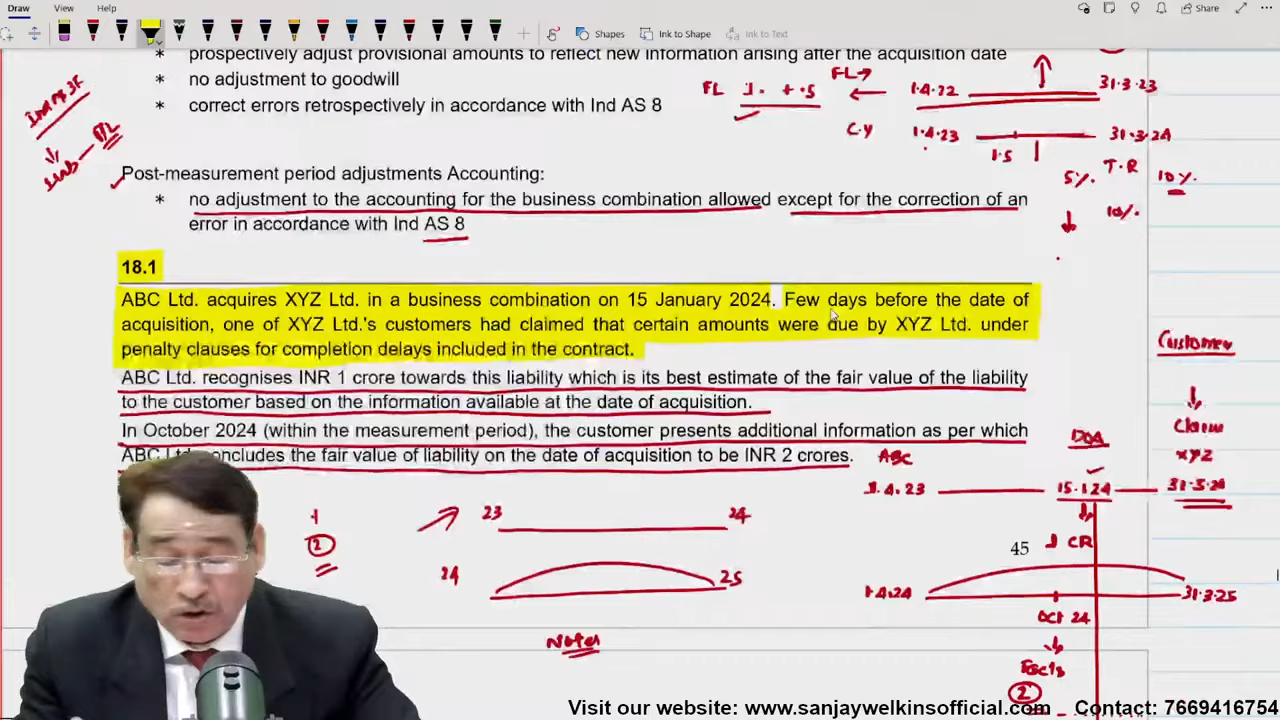 Draw View Help
Shapes Ink to Shape Ink to Text Share
* prospectively adjust provisional amounts to reflect new information arising after the acquisition date
* no adjustment to goodwill
* correct errors retrospectively in accordance with Ind AS 8
FL 1. + .5
FL→
1.4.22 31.3.23
C.Y 1.4.23 31.3.24
1.5
5% T.R 10%
10%
P/L
Post-measurement period adjustments Accounting:
* no adjustment to the accounting for the business combination allowed except for the correction of an
error in accordance with Ind AS 8
18.1
ABC Ltd. acquires XYZ Ltd. in a business combination on 15 January 2024. Few days before the date of
acquisition, one of XYZ Ltd.'s customers had claimed that certain amounts were due by XYZ Ltd. under
penalty clauses for completion delays included in the contract.
ABC Ltd. recognises INR 1 crore towards this liability which is its best estimate of the fair value of the liability
to the customer based on the information available at the date of acquisition.
In October 2024 (within the measurement period), the customer presents additional information as per which
ABC Ltd. concludes the fair value of liability on the date of acquisition to be INR 2 crores.
Customer
Claim
XYZ
DOA
ABC
1.4.23 15.1.24 31.3.24
1 CR
23 24
1
2
24 25
45
1.4.24 31.3.25
Oct 24
Facts
2
Notes
Visit our website: www.sanjaywelkinsofficial.com Contact: 7669416754